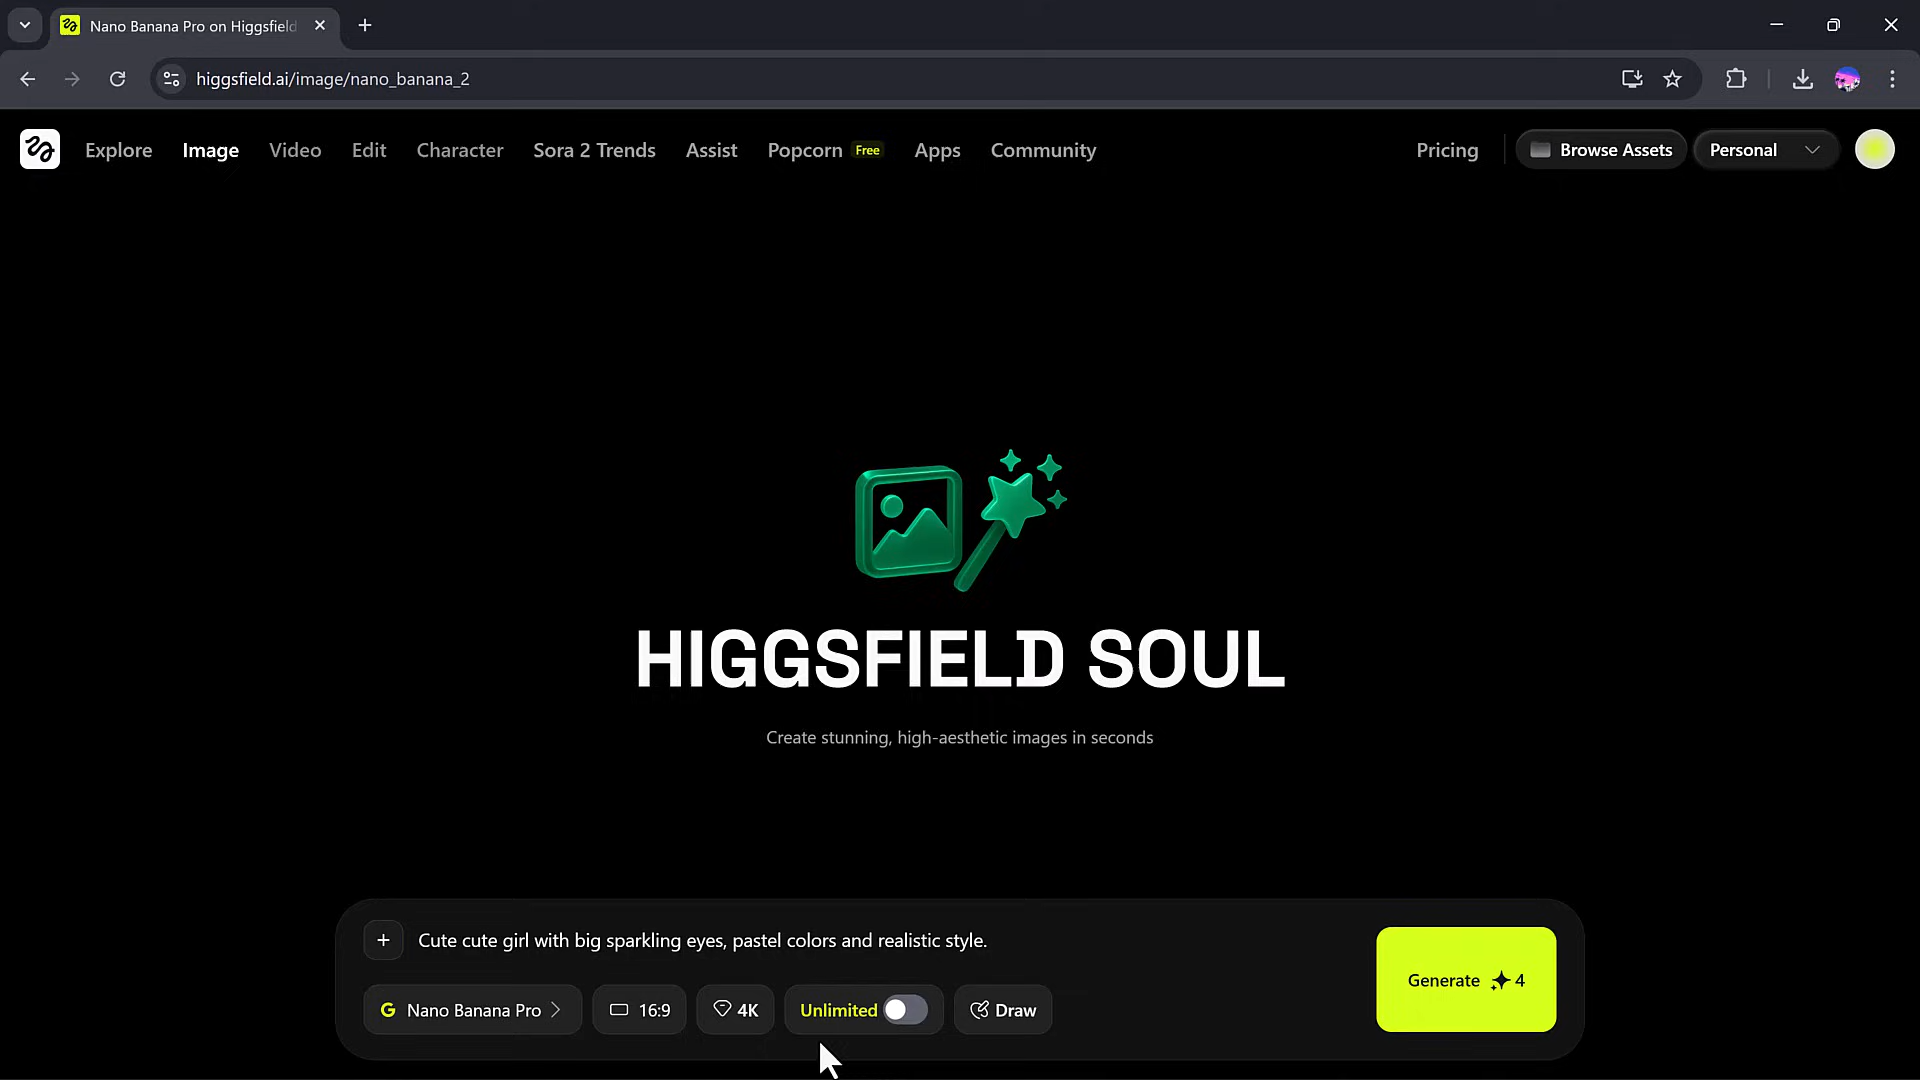 Nano Banana Pro on Higgsfield
higgsfield.ai/image/nano_banana_2
Explore Image Video Edit Character Sora 2 Trends Assist Popcorn Free Apps Community Pricing Browse Assets Personal
HIGGSFIELD SOUL
Create stunning, high-aesthetic images in seconds
Cute cute girl with big sparkling eyes, pastel colors and realistic style.
Generate 4
G Nano Banana Pro 16:9 4K Unlimited Draw